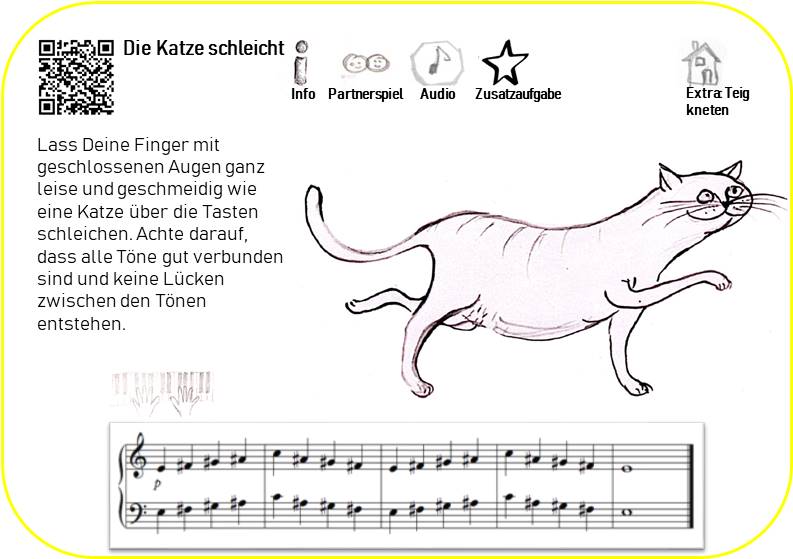 Die Katze schleicht
Info
Partnerspiel
Audio
Zusatzaufgabe
Extra: Teig
kneten
Lass Deine Finger mit
geschlossenen Augen ganz
leise und geschmeidig wie
eine Katze über die Tasten
schleichen. Achte darauf,
dass alle Töne gut verbunden
sind und keine Lücken
zwischen den Tönen
entstehen.
p